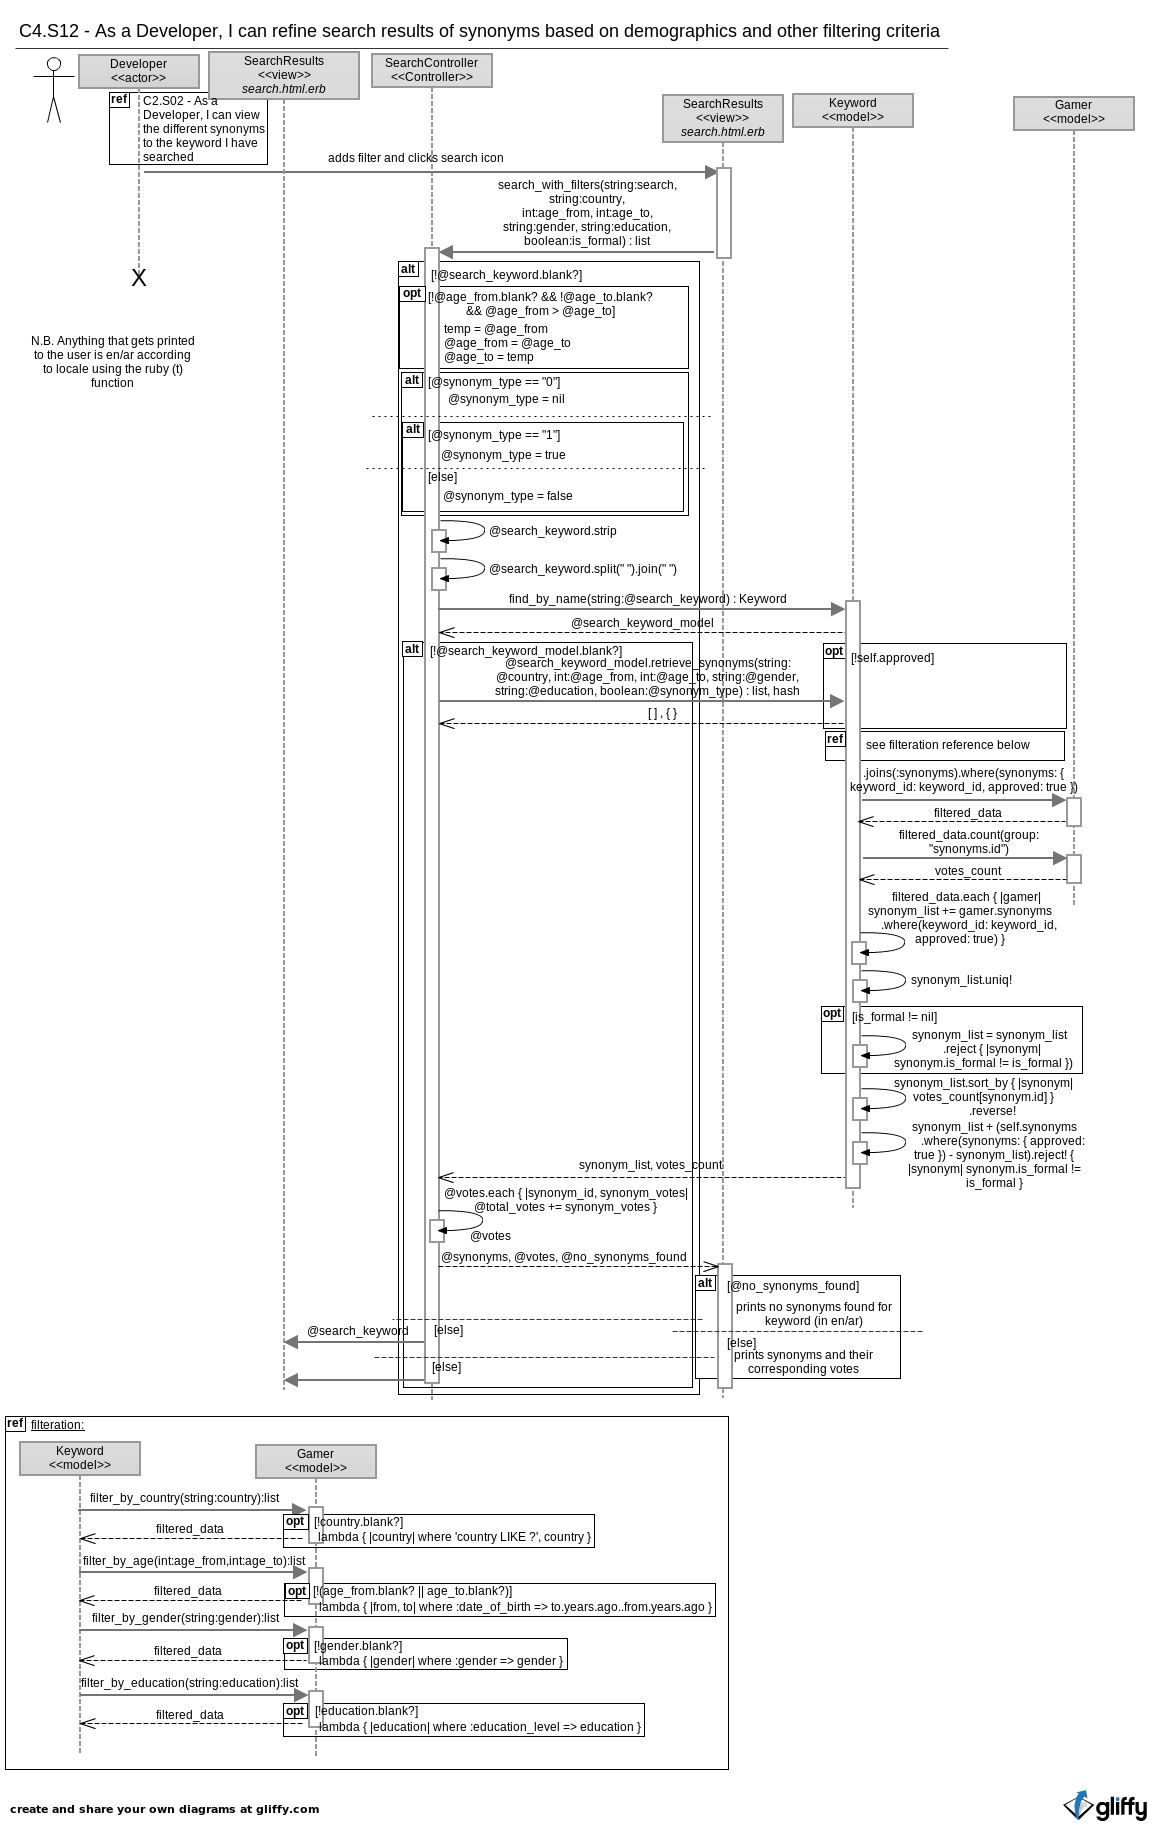 C4.S12 - As a Developer, I can refine search results of synonyms based on demographics and other filtering criteria
Developer
<<actor>>
SearchResults
<<view>>
search.html.erb
SearchController
<<Controller>>
SearchResults
<<view>>
search.html.erb
Keyword
<<model>>
Gamer
<<model>>
ref
C2.S02 - As a
Developer, I can view
the different synonyms
to the keyword I have
searched
adds filter and clicks search icon
search_with_filters(string:search,
string:country,
int:age_from, int:age_to,
string:gender, string:education,
boolean:is_formal) : list
X
N.B. Anything that gets printed
to the user is en/ar according
to locale using the ruby (t)
function
alt
[!@search_keyword.blank?]
opt
[!@age_from.blank? && !@age_to.blank?
&& @age_from > @age_to]
temp = @age_from
@age_from = @age_to
@age_to = temp
alt
[@synonym_type == "0"]
@synonym_type = nil
alt
[@synonym_type == "1"]
@synonym_type = true
[else]
@synonym_type = false
@search_keyword.strip
@search_keyword.split(" ").join(" ")
find_by_name(string:@search_keyword) : Keyword
@search_keyword_model
alt
[!@search_keyword_model.blank?]
@search_keyword_model.retrieve_synonyms(string:
@country, int:@age_from, int:@age_to, string:@gender,
string:@education, boolean:@synonym_type) : list, hash
opt
[!self.approved]
[ ] , { }
ref
see filteration reference below
.joins(:synonyms).where(synonyms: {
keyword_id: keyword_id, approved: true })
filtered_data
filtered_data.count(group:
"synonyms.id")
votes_count
filtered_data.each { |gamer|
synonym_list += gamer.synonyms
.where(keyword_id: keyword_id,
approved: true) }
synonym_list.uniq!
opt
[is_formal != nil]
synonym_list = synonym_list
.reject { |synonym|
synonym.is_formal != is_formal })
synonym_list.sort_by { |synonym|
votes_count[synonym.id] }
.reverse!
synonym_list + (self.synonyms
.where(synonyms: { approved:
true }) - synonym_list).reject! {
|synonym| synonym.is_formal !=
is_formal }
synonym_list, votes_count
@votes.each { |synonym_id, synonym_votes|
@total_votes += synonym_votes }
@votes
@synonyms, @votes, @no_synonyms_found
alt
[@no_synonyms_found]
prints no synonyms found for
keyword (in en/ar)
[else]
prints synonyms and their
corresponding votes
[else]
@search_keyword
[else]
ref
filteration:
Keyword
<<model>>
Gamer
<<model>>
filter_by_country(string:country):list
opt
[!country.blank?]
lambda { |country| where 'country LIKE ?', country }
filtered_data
filter_by_age(int:age_from,int:age_to):list
opt
[!(age_from.blank? || age_to.blank?)]
lambda { |from, to| where :date_of_birth => to.years.ago..from.years.ago }
filtered_data
filter_by_gender(string:gender):list
opt
[!gender.blank?]
lambda { |gender| where :gender => gender }
filtered_data
filter_by_education(string:education):list
opt
[!education.blank?]
lambda { |education| where :education_level => education }
filtered_data
create and share your own diagrams at gliffy.com
gliffy